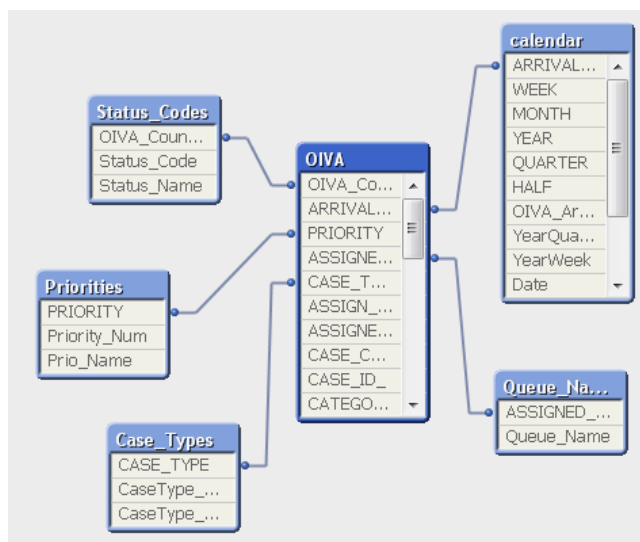 calendar
ARRIVAL...
WEEK
MONTH
YEAR
QUARTER
HALF
OIVA_Ar...
YearQua...
YearWeek
Date
Status_Codes
OIVA_Coun...
Status_Code
Status_Name
OIVA
OIVA_Co...
ARRIVAL...
PRIORITY
ASSIGNE...
CASE_T...
ASSIGN_...
ASSIGNE...
CASE_C...
CASE_ID_
CATEGO...
Priorities
PRIORITY
Priority_Num
Prio_Name
Queue_Na...
ASSIGNED_...
Queue_Name
Case_Types
CASE_TYPE
CaseType_...
CaseType_...